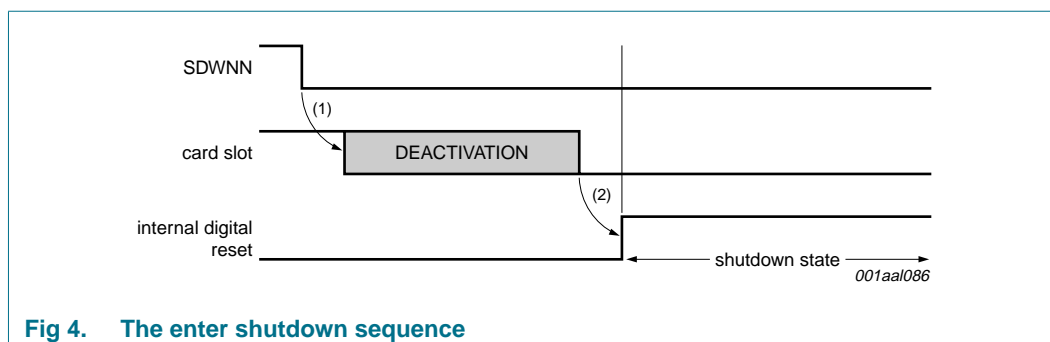 SDWNN
(1)
card slot
DEACTIVATION
(2)
internal digital
reset
shutdown state
001aal086
Fig 4. The enter shutdown sequence